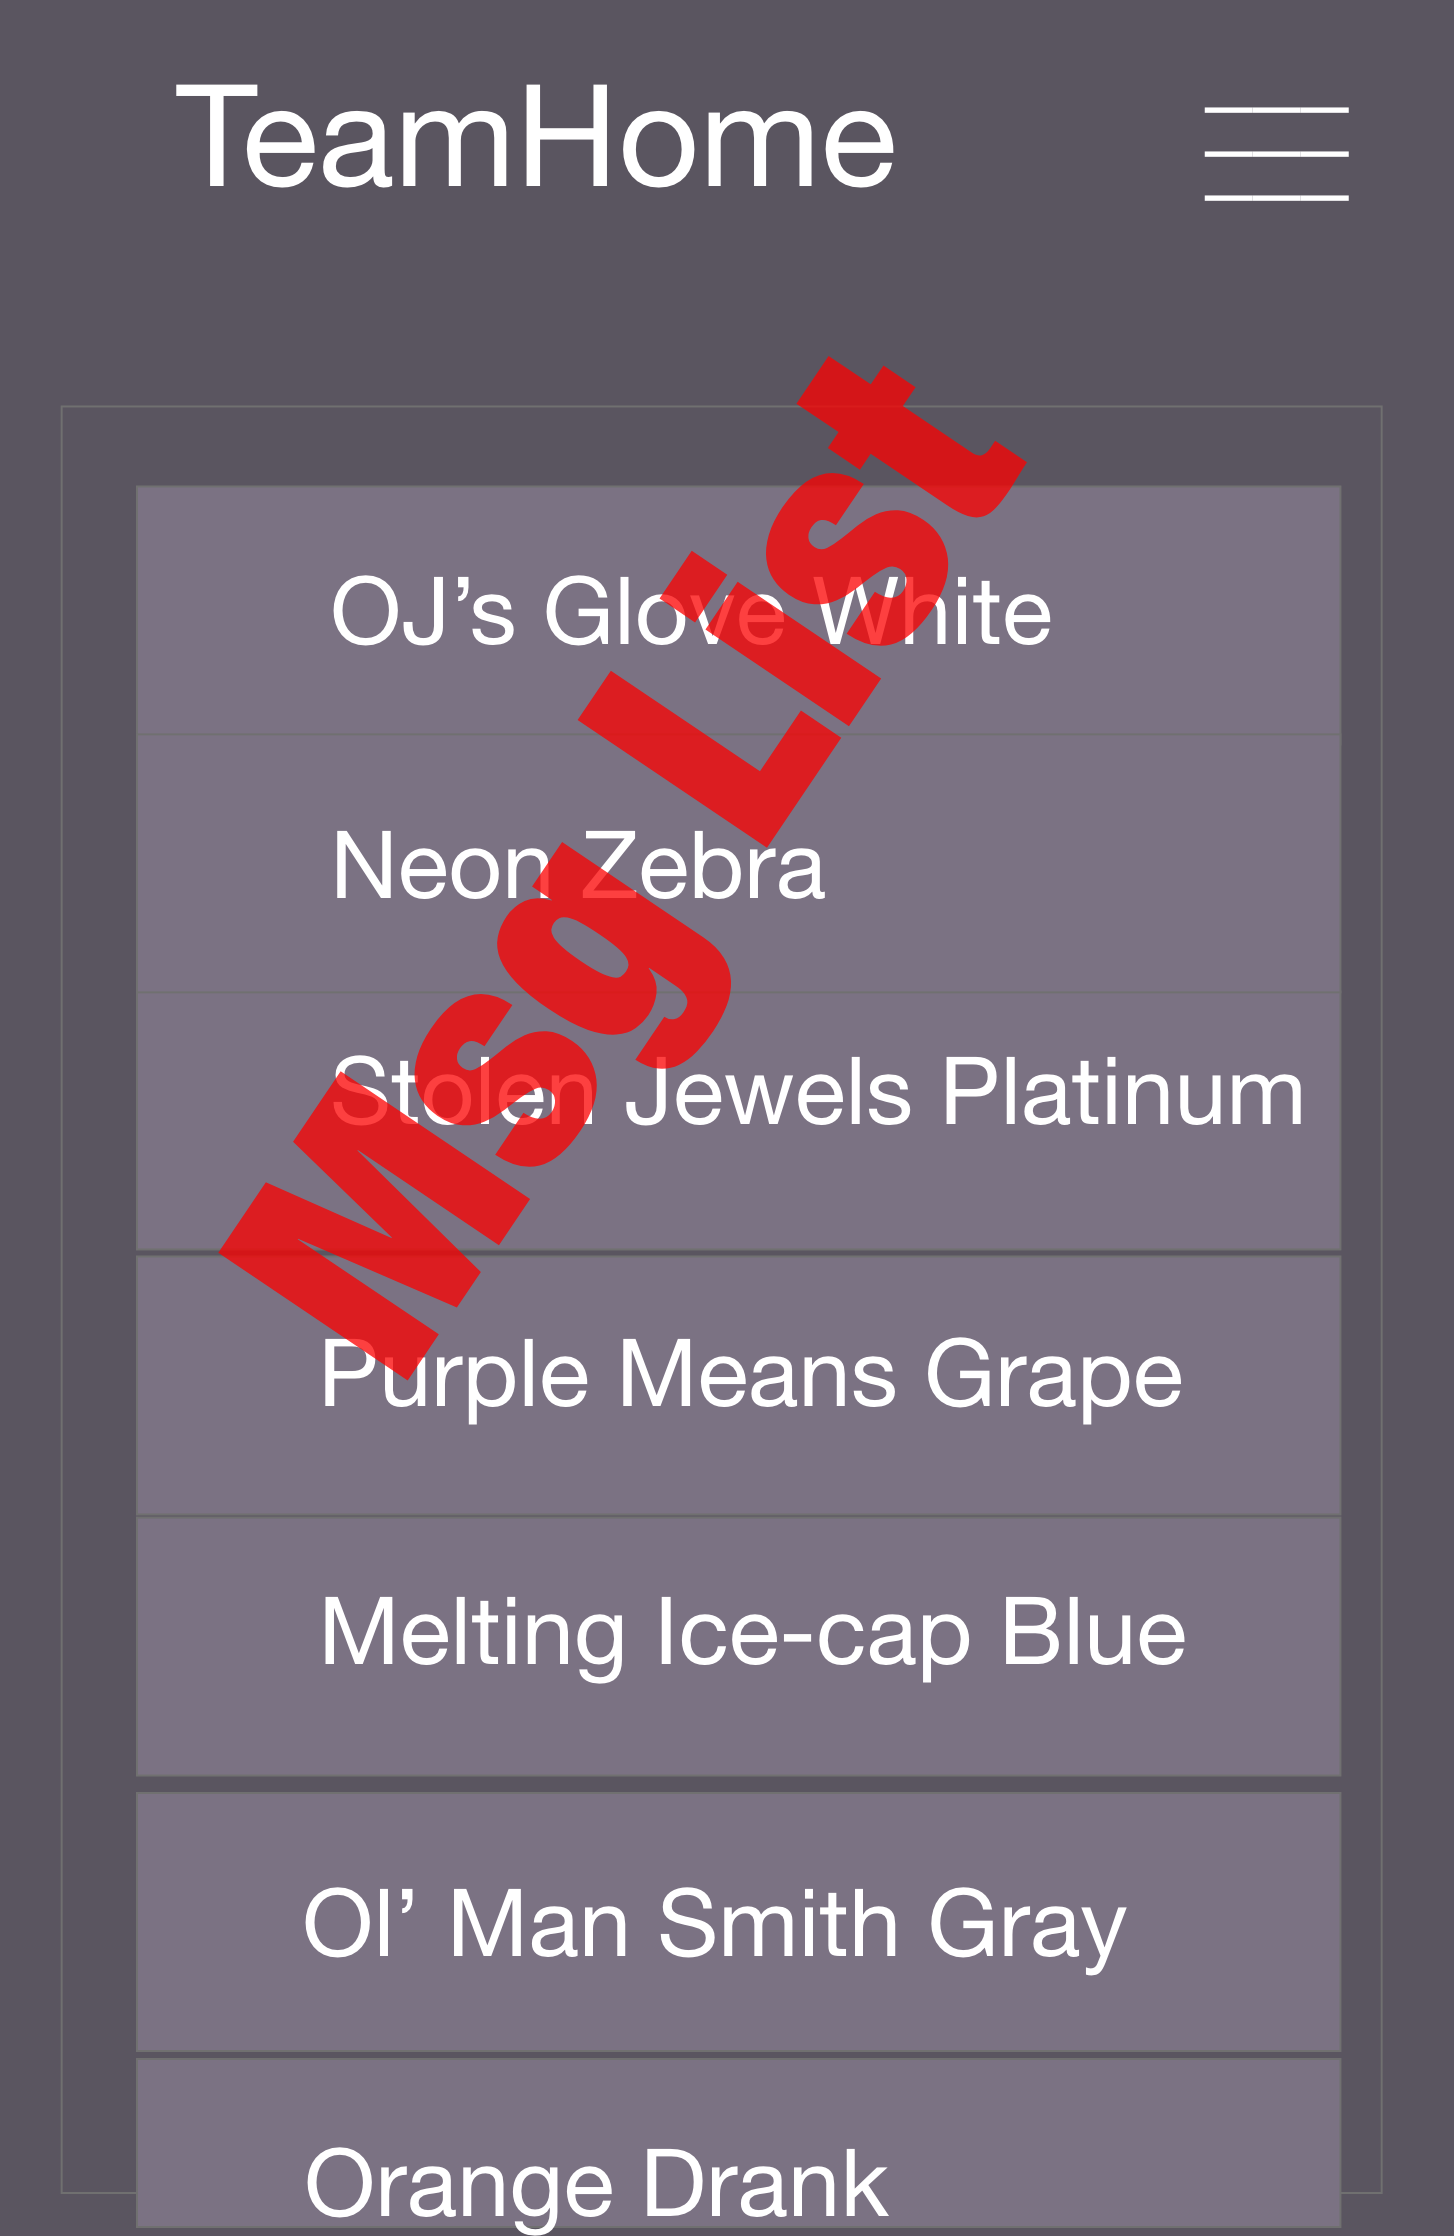 TeamHome
Msg List
OJ’s Glove White
Neon Zebra
Stolen Jewels Platinum
Purple Means Grape
Melting Ice-cap Blue
Ol’ Man Smith Gray
Orange Drank